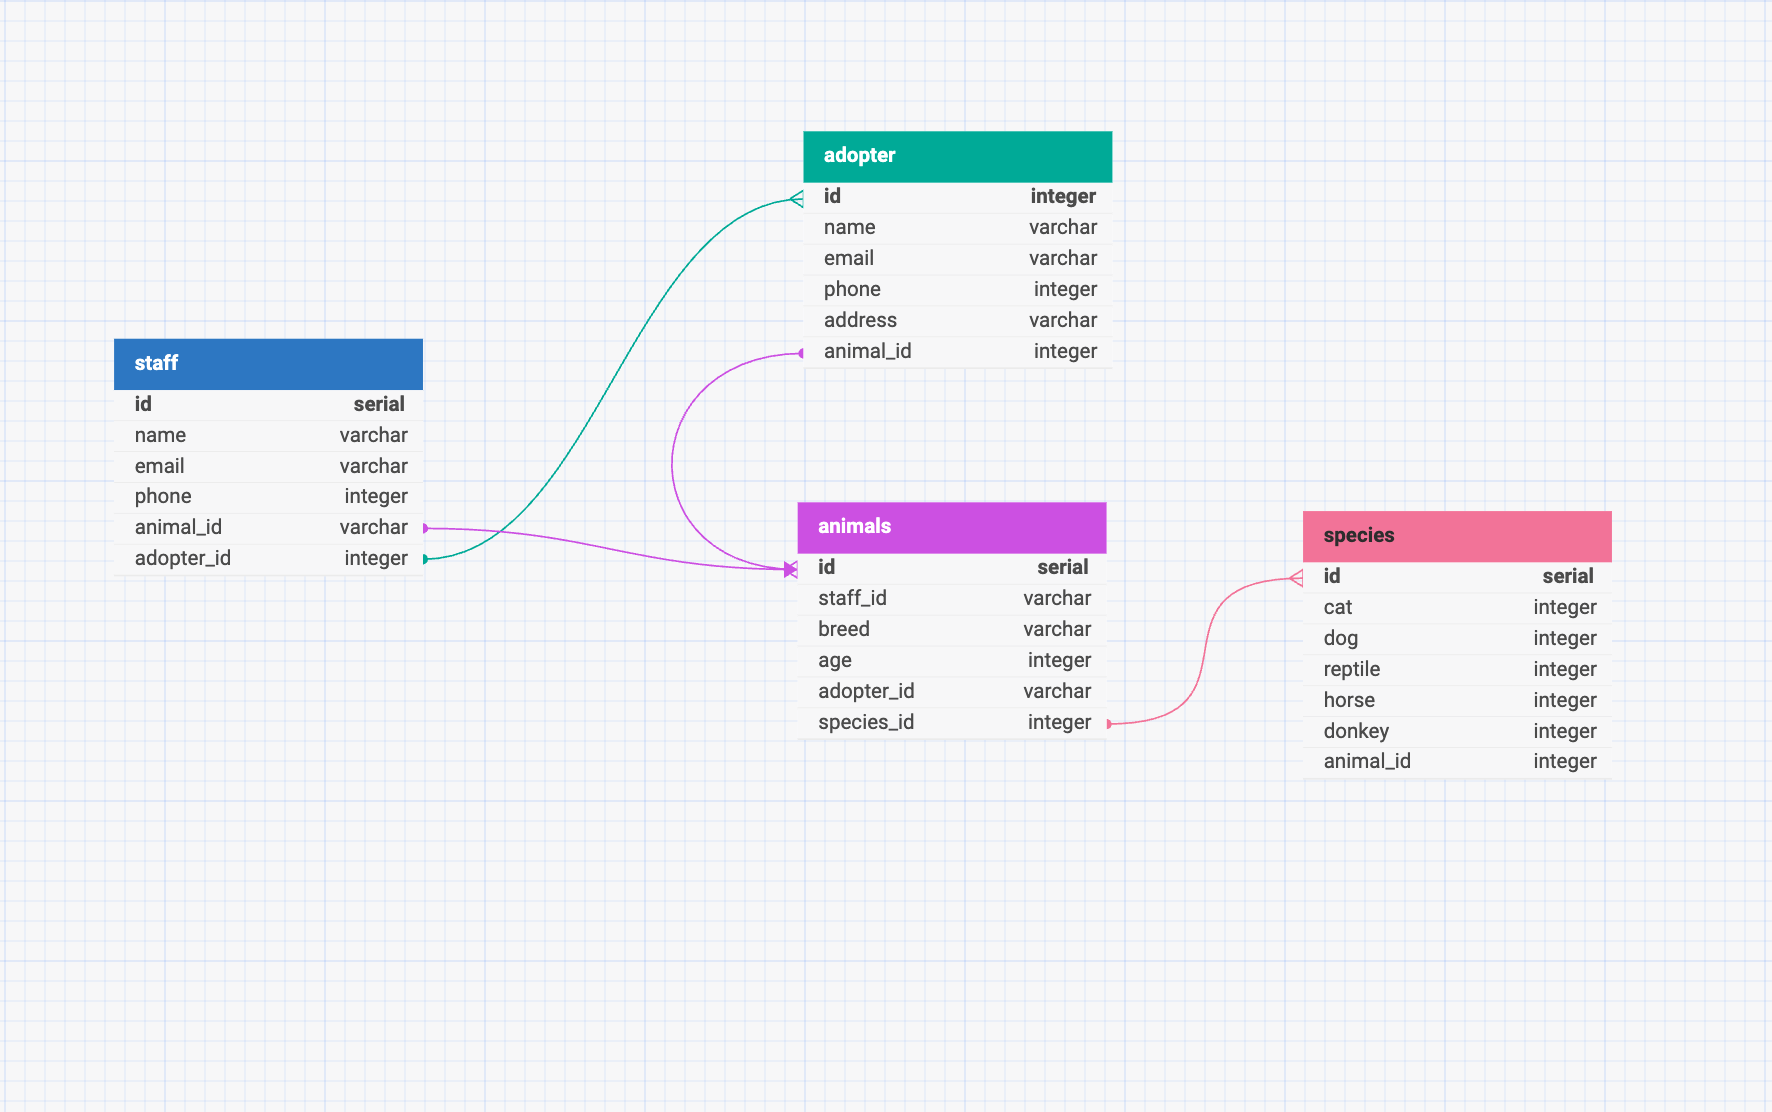 adopter
id integer
name varchar
email varchar
phone integer
address varchar
animal_id integer
staff
id serial
name varchar
email varchar
phone integer
animal_id varchar
adopter_id integer
animals
id serial
staff_id varchar
breed varchar
age integer
adopter_id varchar
species_id integer
species
id serial
cat integer
dog integer
reptile integer
horse integer
donkey integer
animal_id integer